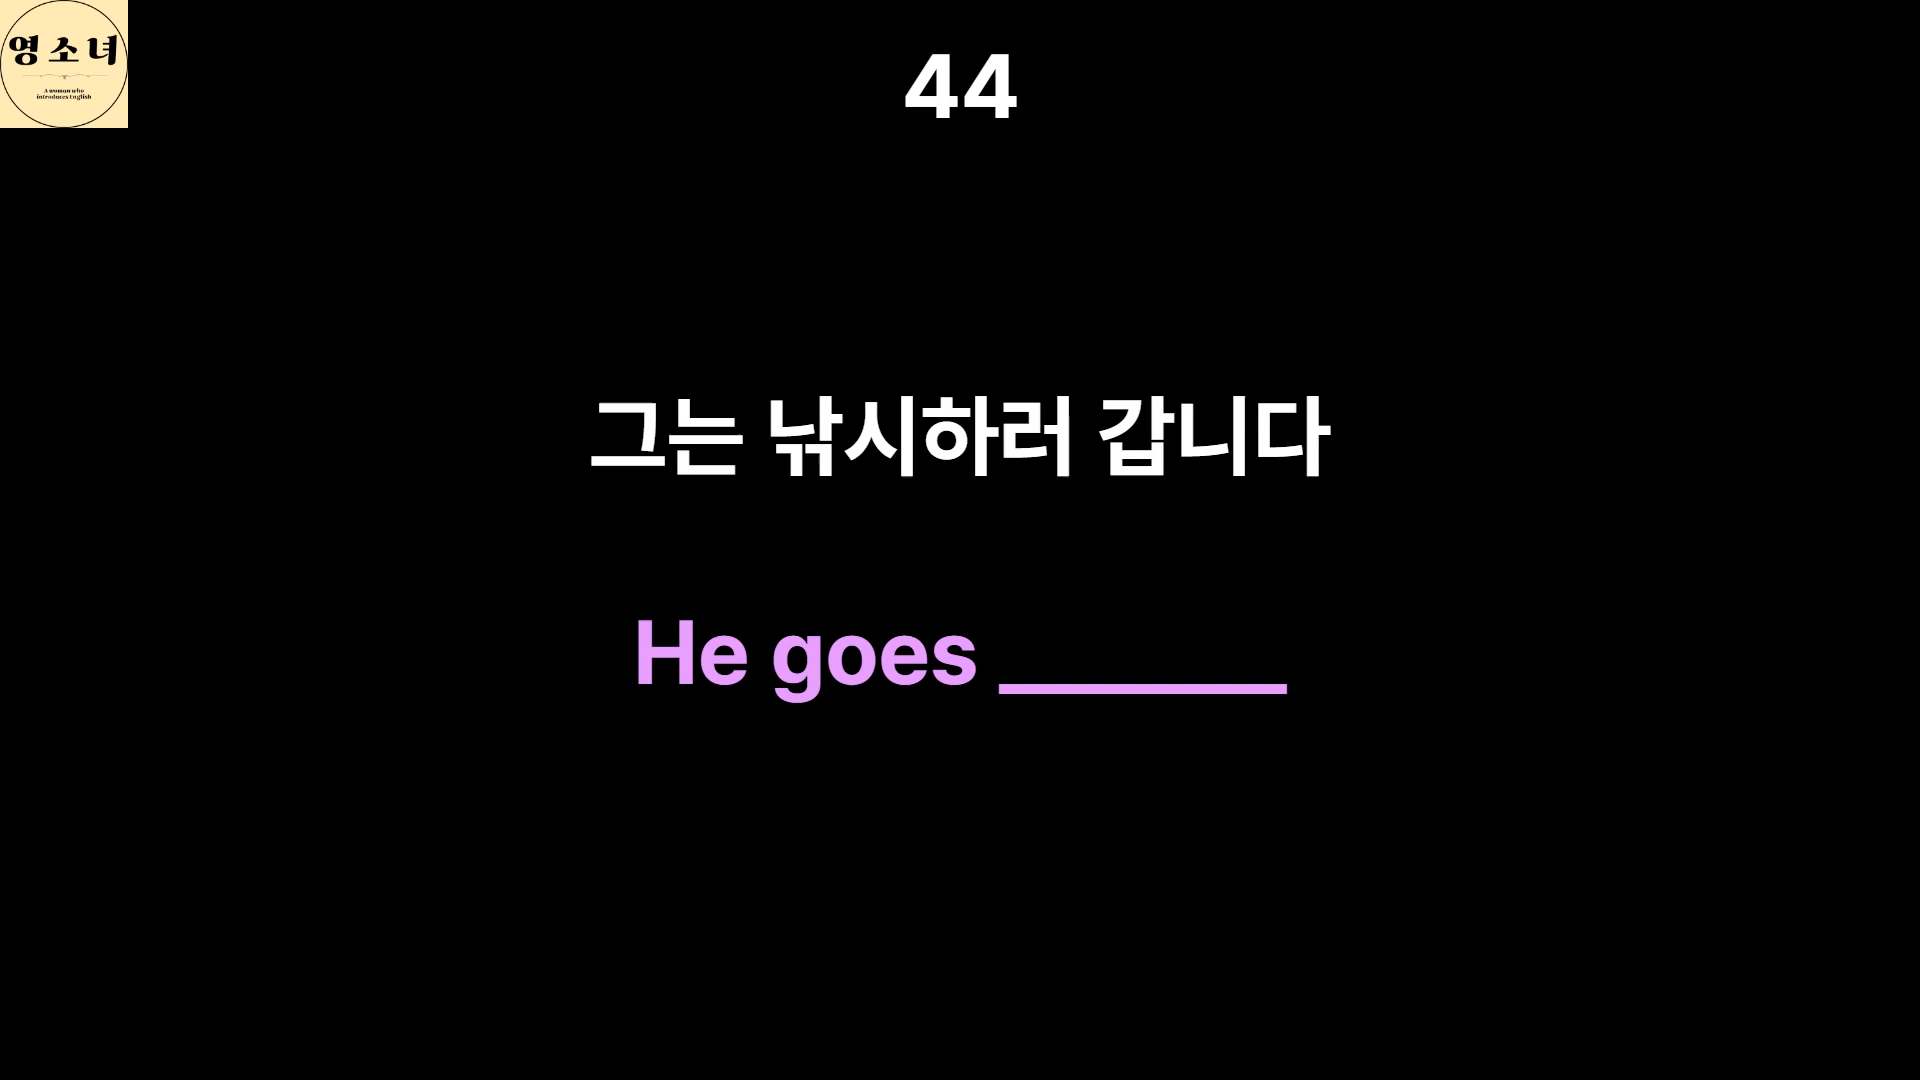 영소녀
A woman who
introduces English
44
그는 낚시하러 갑니다
He goes ______